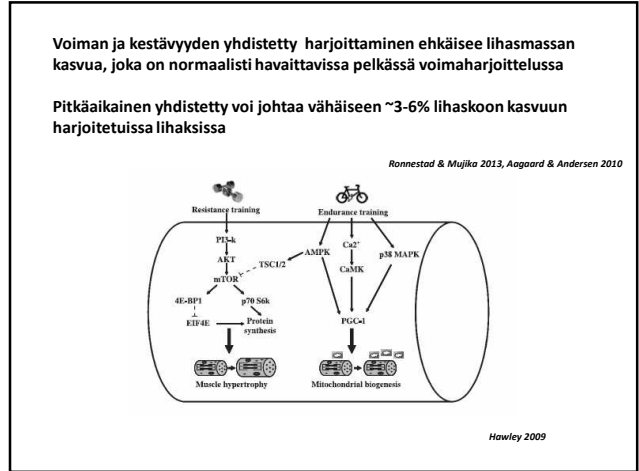 Voiman ja kestävyyden yhdistetty harjoittaminen ehkäisee lihasmassan
kasvua, joka on normaalisti havaittavissa pelkässä voimaharjoittelussa
Pitkäaikainen yhdistetty voi johtaa vähäiseen ~3-6% lihaskoon kasvuun
harjoitetuissa lihaksissa
Ronnestad & Mujika 2013, Aagaard & Andersen 2010
Resistance training
Endurance training
PI3-k
AKT
mTOR
TSC1/2
AMPK
Ca2+
CaMK
p38 MAPK
4E-BP1
p70 S6k
EIF4E
Protein
synthesis
PGC-1
Muscle hypertrophy
Mitochondrial biogenesis
Hawley 2009